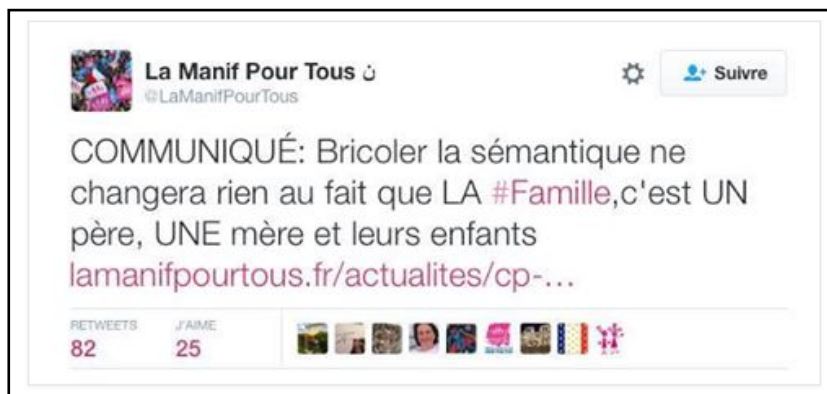 La Manif Pour Tous ن
@LaManifPourTous
Suivre
COMMUNIQUÉ: Bricoler la sémantique ne
changera rien au fait que LA #Famille,c'est UN
père, UNE mère et leurs enfants
lamanifpourtous.fr/actualites/cp-...
RETWEETS J'AIME
82 25